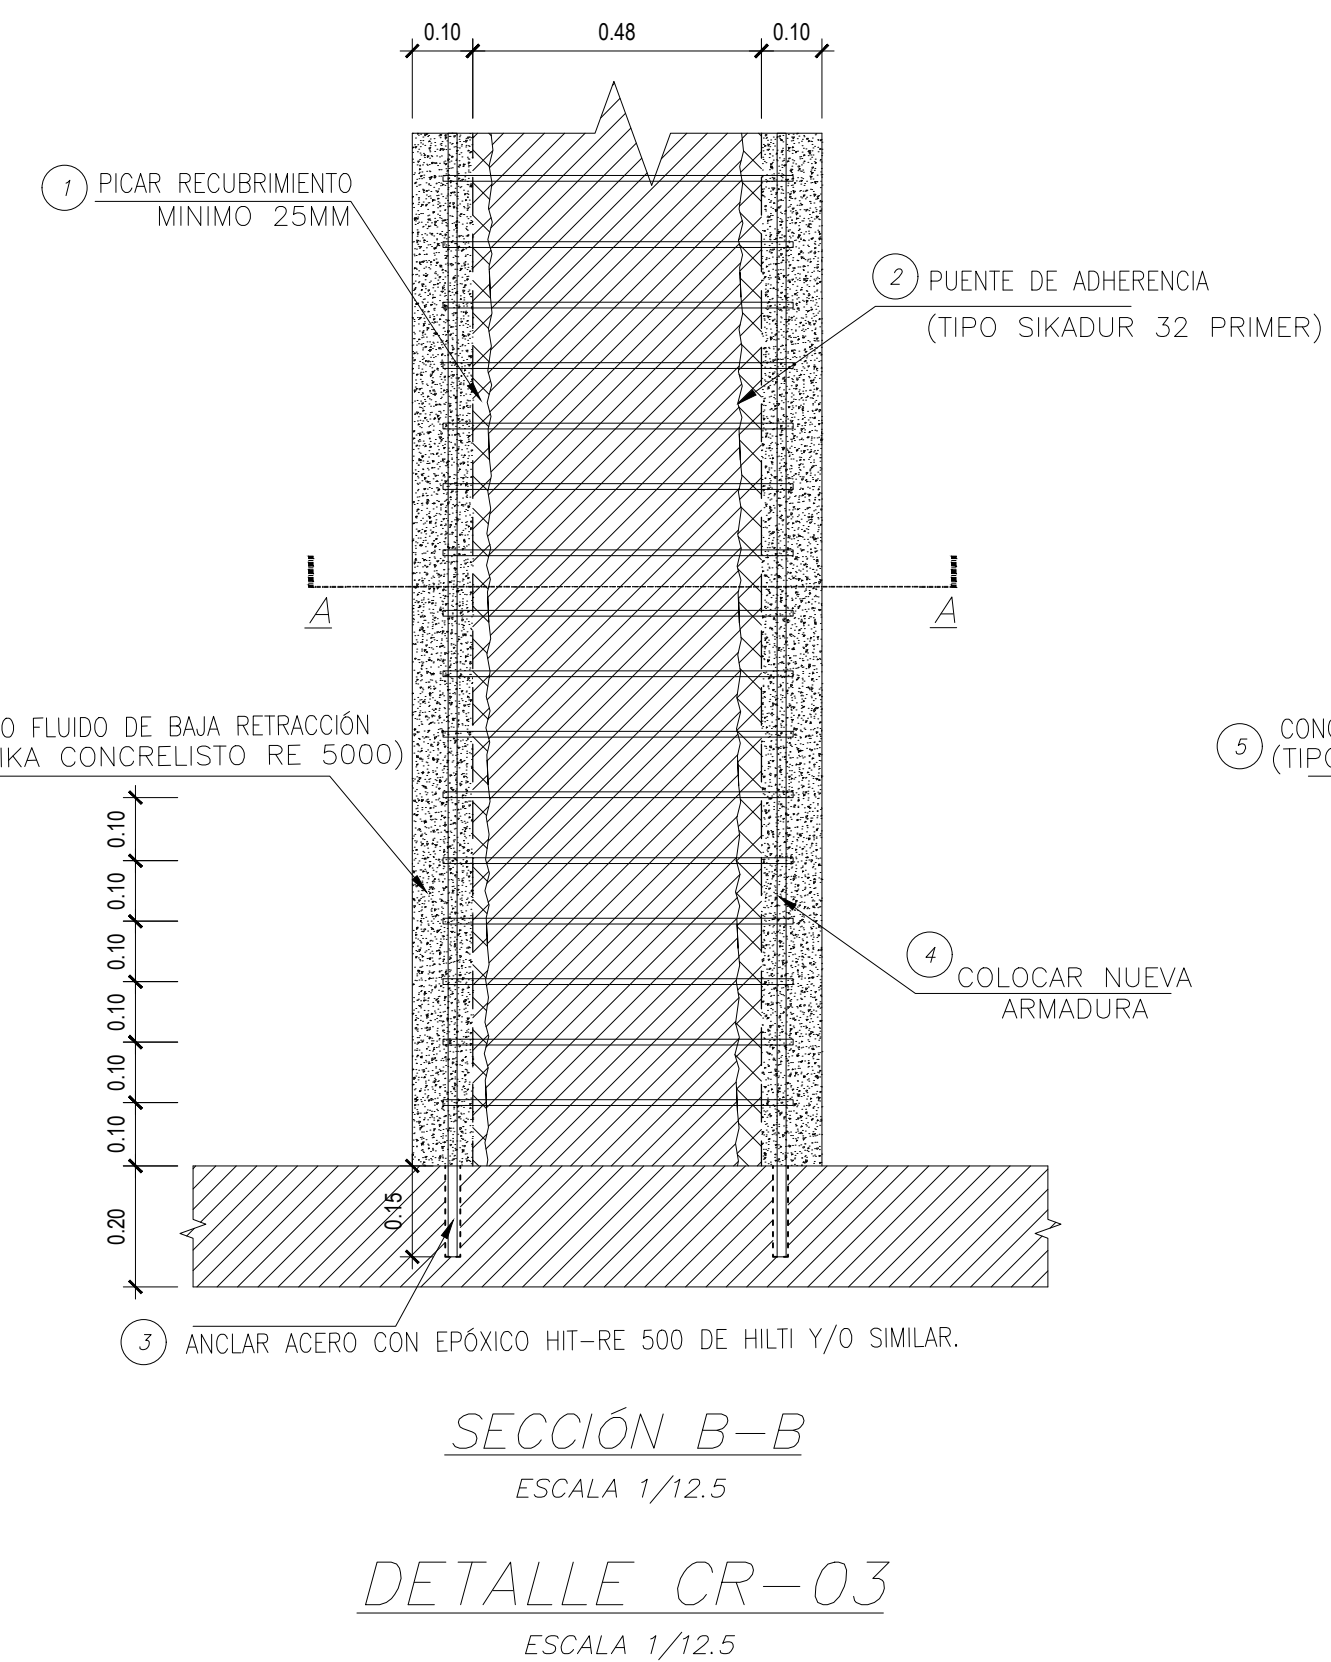 0.10
0.48
0.10
1 PICAR RECUBRIMIENTO
MINIMO 25MM
2 PUENTE DE ADHERENCIA
(TIPO SIKADUR 32 PRIMER)
A
A
O FLUIDO DE BAJA RETRACCIÓN
IKA CONCRELISTO RE 5000)
5 CONC
(TIPO
0.10
0.10
0.10
0.10
0.10
0.10
0.20
0.15
4 COLOCAR NUEVA
ARMADURA
3 ANCLAR ACERO CON EPÓXICO HIT-RE 500 DE HILTI Y/O SIMILAR.
SECCIÓN B-B
ESCALA 1/12.5
DETALLE CR-03
ESCALA 1/12.5